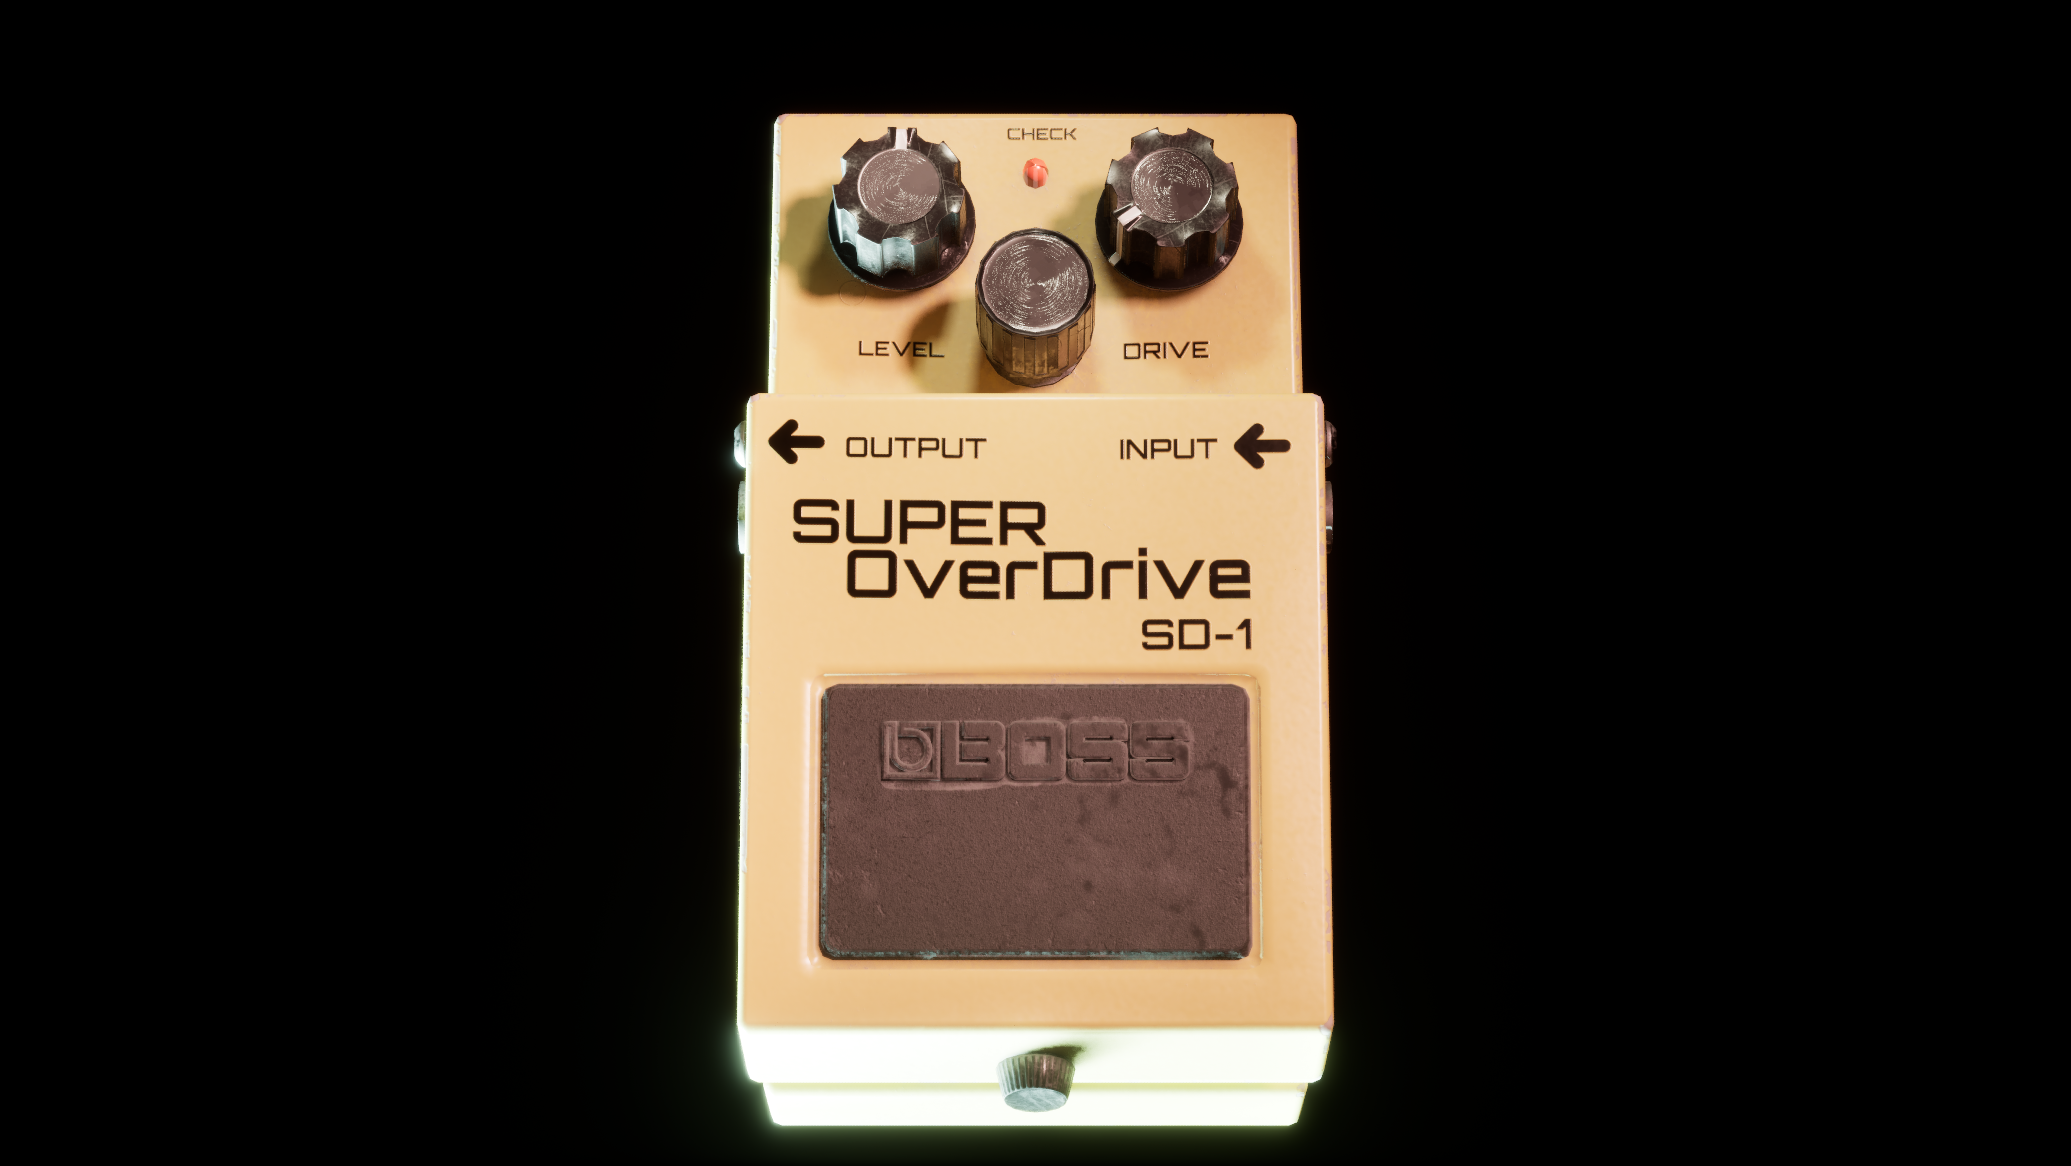 CHECK
LEVEL
DRIVE
OUTPUT
INPUT
SUPER
OverDrive
SD-1
BOSS